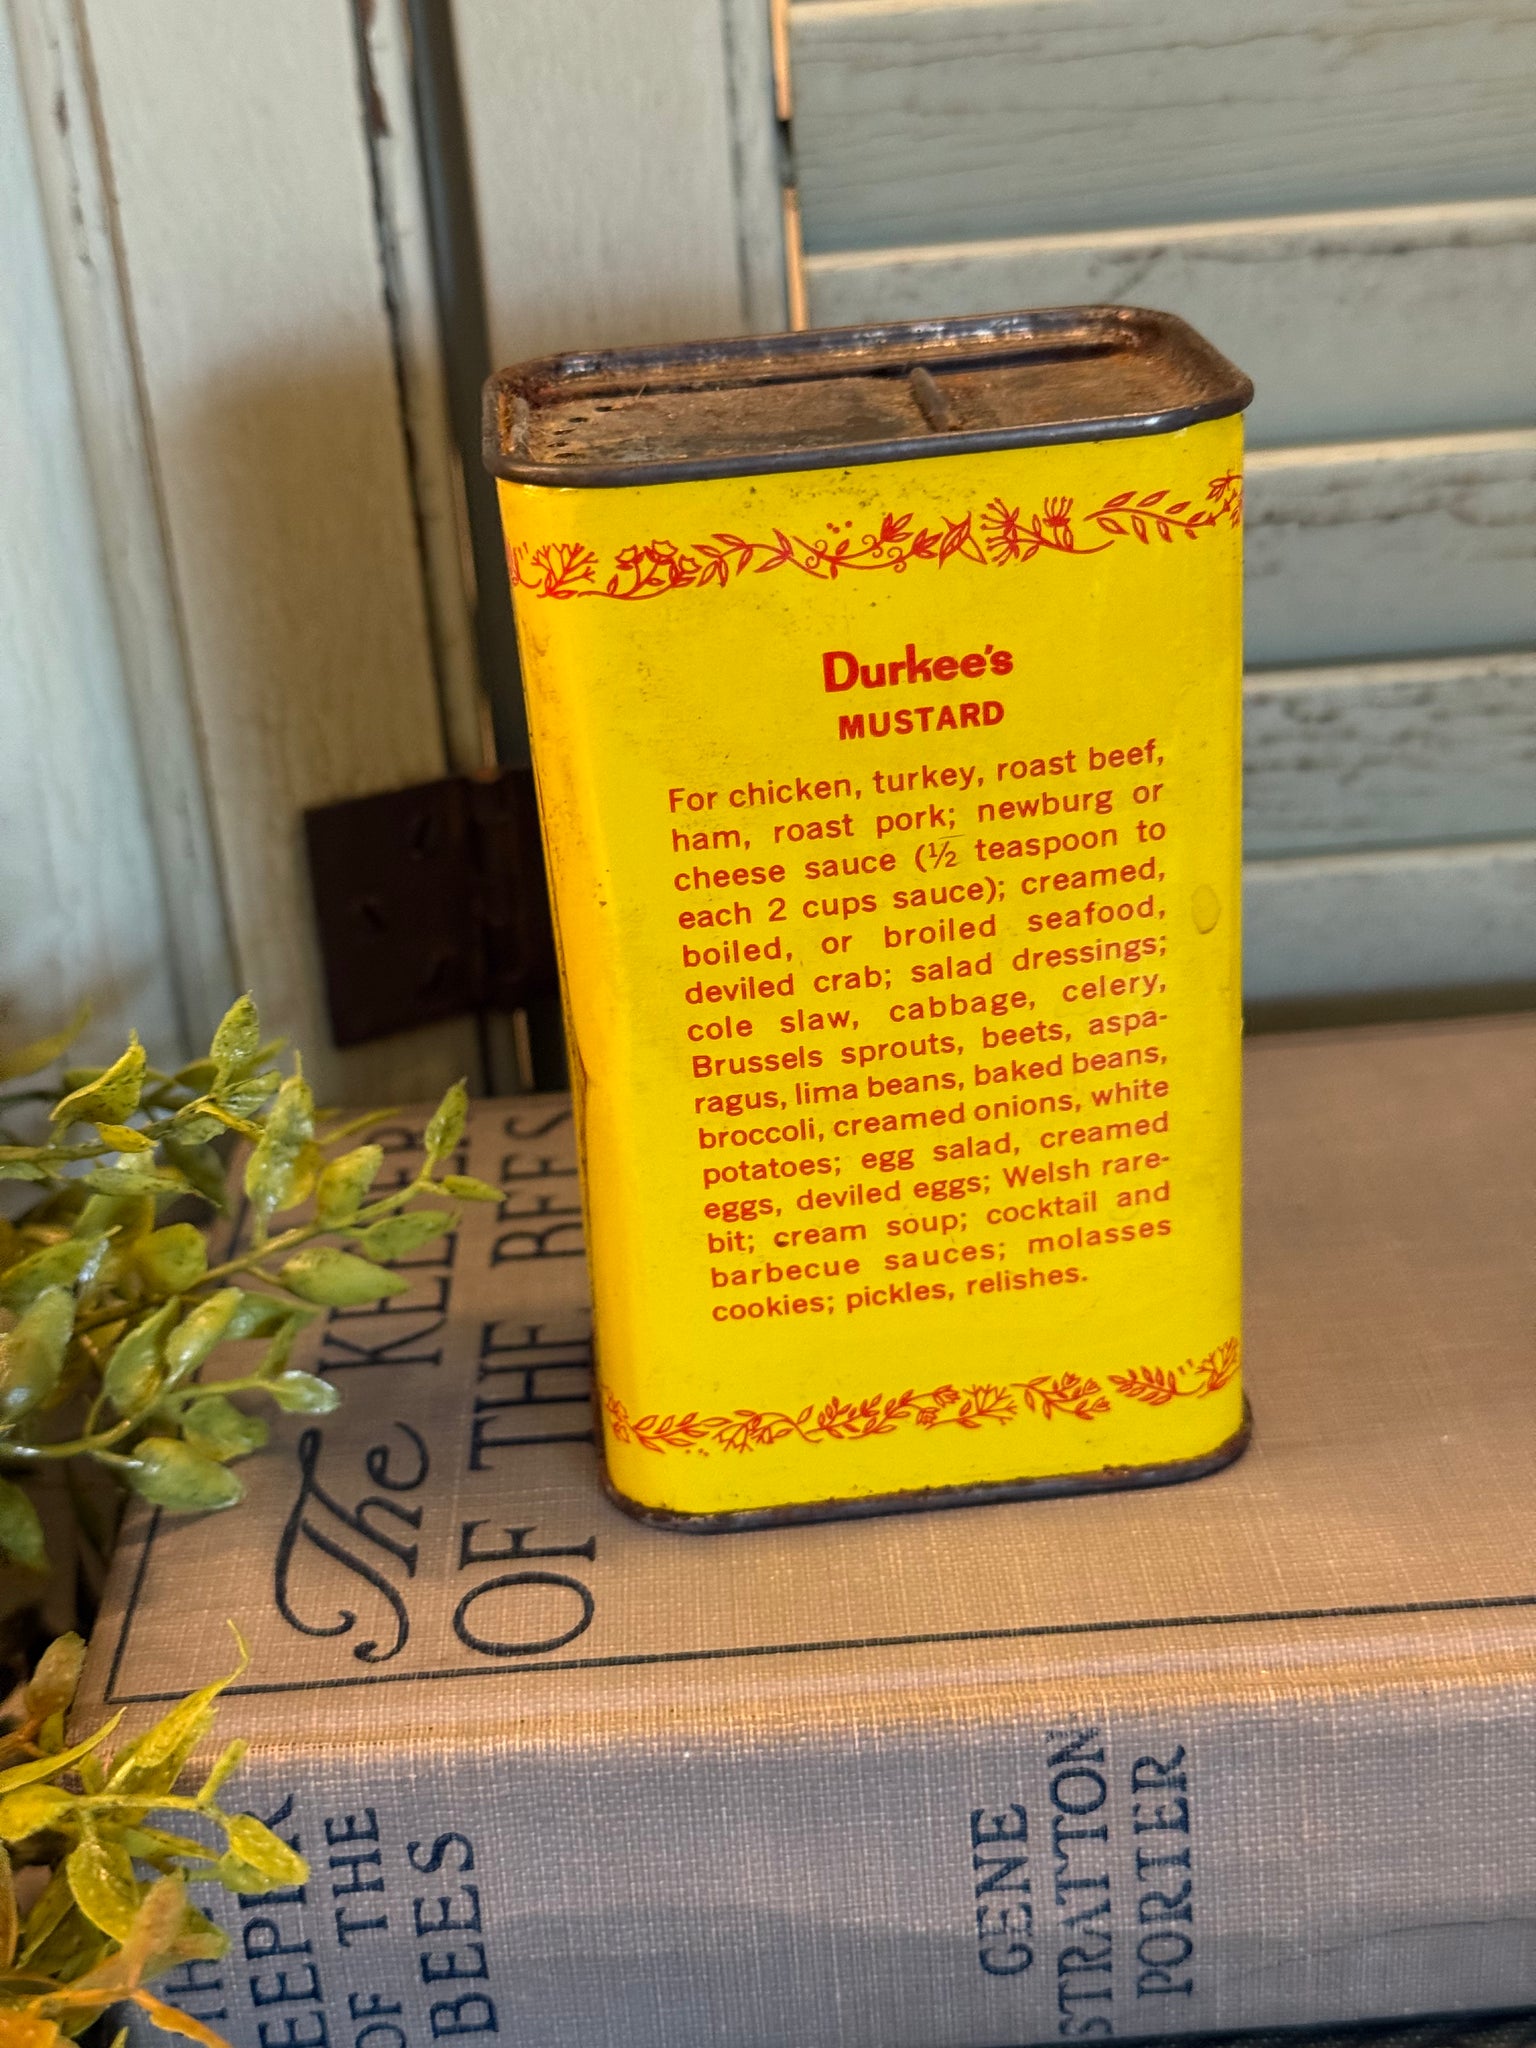 Durkee's
MUSTARD
For chicken, turkey, roast beef,
ham, roast pork; newburg or
cheese sauce (½ teaspoon to
each 2 cups sauce); creamed,
boiled, or broiled seafood,
deviled crab; salad dressings;
cole slaw, cabbage, celery,
Brussels sprouts, beets, aspa-
ragus, lima beans, baked beans,
broccoli, creamed onions, white
potatoes; egg salad, creamed
eggs, deviled eggs; Welsh rare-
bit; cream soup; cocktail and
barbecue sauces; molasses
cookies; pickles, relishes.
The KEEPER
OF THE BEES
KEEPER
OF THE
BEES
GENE
STRATTON
PORTER